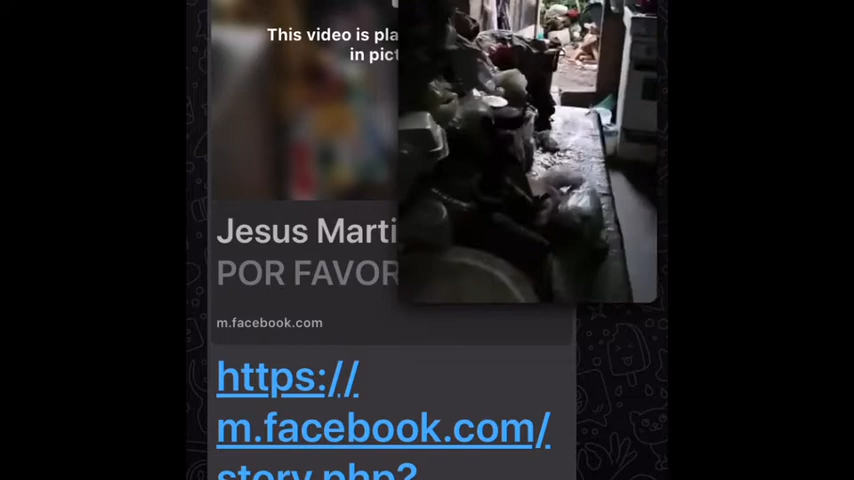 This video is pla
in pict
Jesus Marti
POR FAVOR
m.facebook.com
https://
m.facebook.com/
story.php?